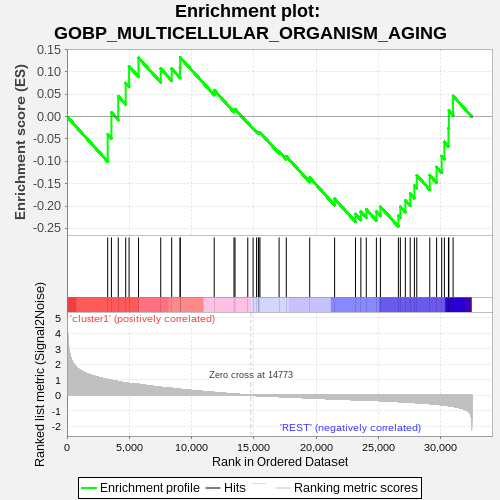 Enrichment plot:
GOBP_MULTICELLULAR_ORGANISM_AGING
Enrichment score (ES)
0.15
0.10
0.05
0.00
-0.05
-0.10
-0.15
-0.20
-0.25
'cluster1' (positively correlated)
Ranked list metric (Signal2Noise)
5
4
3
2
1
0
-1
-2
Zero cross at 14773
'REST' (negatively correlated)
0
5,000
10,000
15,000
20,000
25,000
30,000
Rank in Ordered Dataset
Enrichment profile
Hits
Ranking metric scores